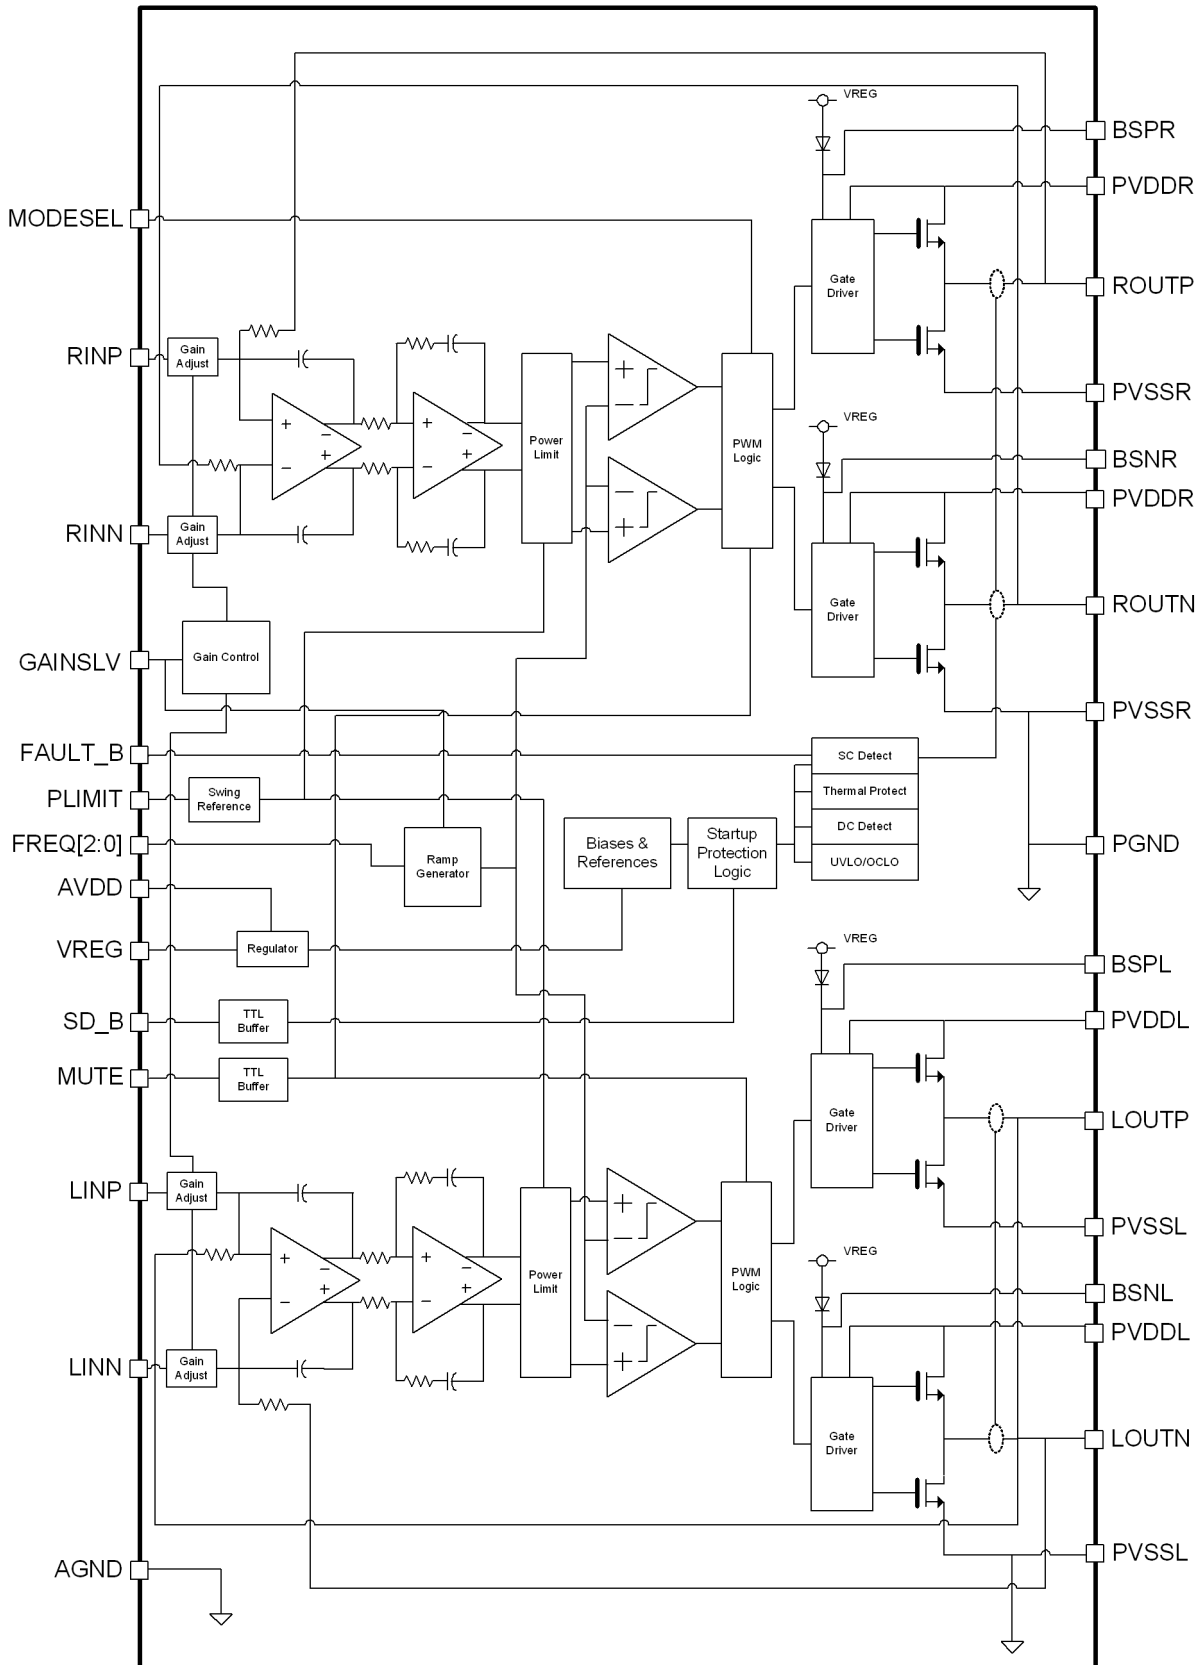 VREG
BSPR
PVDDR
MODESEL
Gate
Driver
ROUTP
RINP
Gain
Adjust
+
−
−
+
+
−
−
+
Power
Limit
+
−
−
+
PWM
Logic
PVSSR
VREG
BSNR
PVDDR
RINN
Gain
Adjust
Gate
Driver
ROUTN
GAINSLV
Gain Control
PVSSR
FAULT_B
SC Detect
Thermal Protect
DC Detect
UVLO/OCLO
PLIMIT
Swing
Reference
FREQ[2:0]
Ramp
Generator
Biases &
References
Startup
Protection
Logic
PGND
AVDD
VREG
Regulator
VREG
BSPL
SD_B
TTL
Buffer
PVDDL
MUTE
TTL
Buffer
Gate
Driver
LOUTP
LINP
Gain
Adjust
+
−
−
+
+
−
−
+
Power
Limit
+
−
−
+
PWM
Logic
PVSSL
VREG
BSNL
PVDDL
LINN
Gain
Adjust
Gate
Driver
LOUTN
AGND
PVSSL